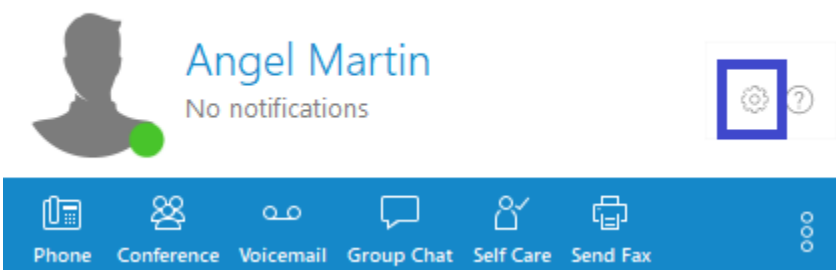 Angel Martin
No notifications
?
Phone Conference Voicemail Group Chat Self Care Send Fax